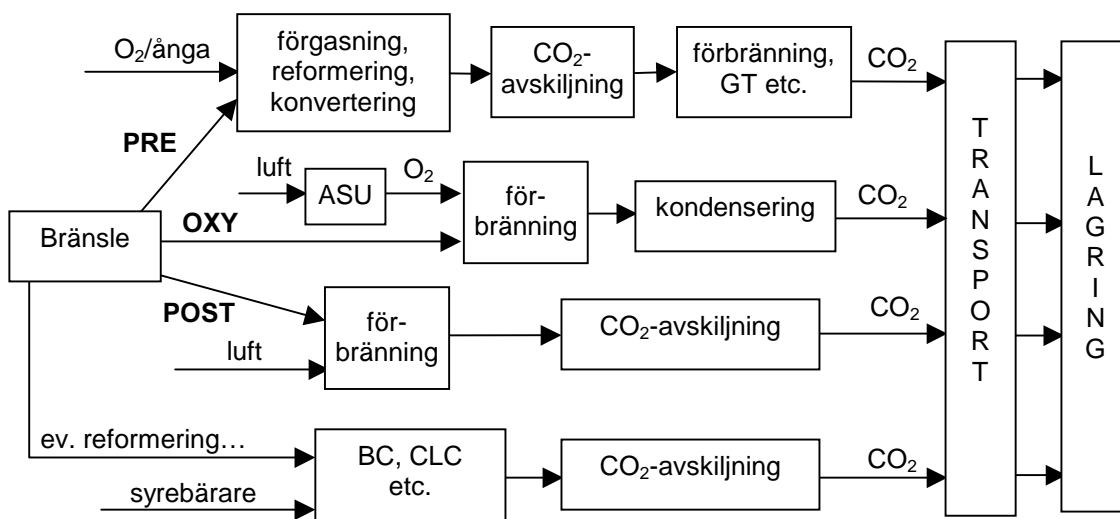 O₂/ånga
förgasning,
reformering,
konvertering
CO₂-
avskiljning
förbränning,
GT etc.
CO₂
PRE
luft
ASU
O₂
för-
bränning
kondensering
CO₂
OXY
Bränsle
POST
luft
för-
bränning
CO₂-avskiljning
CO₂
ev. reformering…
syrebärare
BC, CLC
etc.
CO₂-avskiljning
CO₂
TRANSPORT
LAGRING